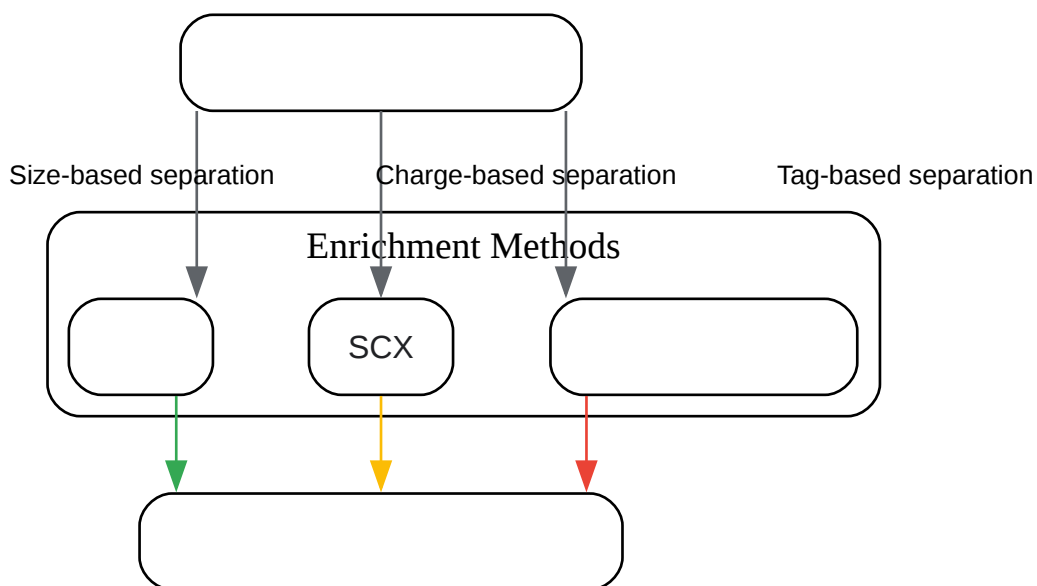 Size-based separation
Charge-based separation
Tag-based separation
Enrichment Methods
SCX